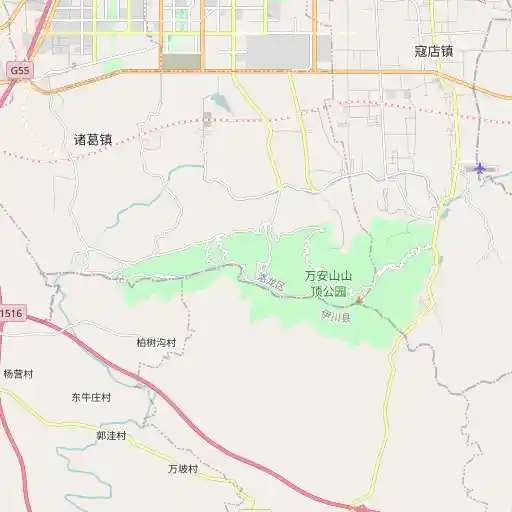 寇店镇
G55
诸葛镇
万安山山
顶公园
洛龙区
伊川县
1516
柏树沟村
杨营村
东牛庄村
郭洼村
万坡村